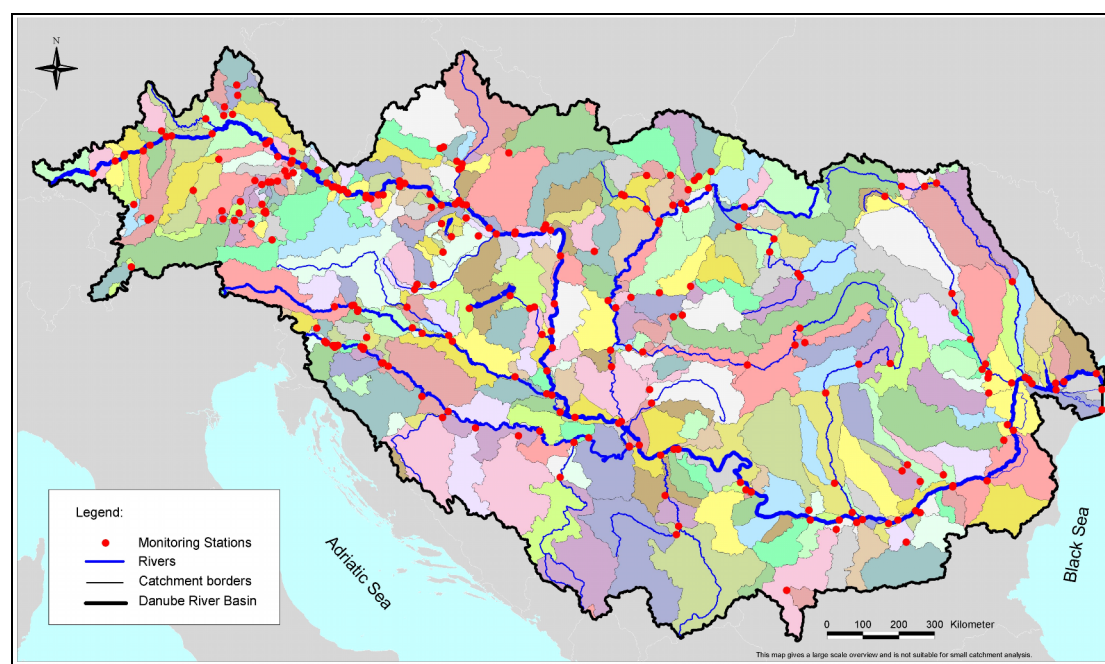 N
Legend:
Monitoring Stations
Rivers
Catchment borders
Danube River Basin
Adriatic Sea
Black Sea
0 100 200 300 Kilometer
This map gives a large scale overview and is not suitable for small catchment analysis.